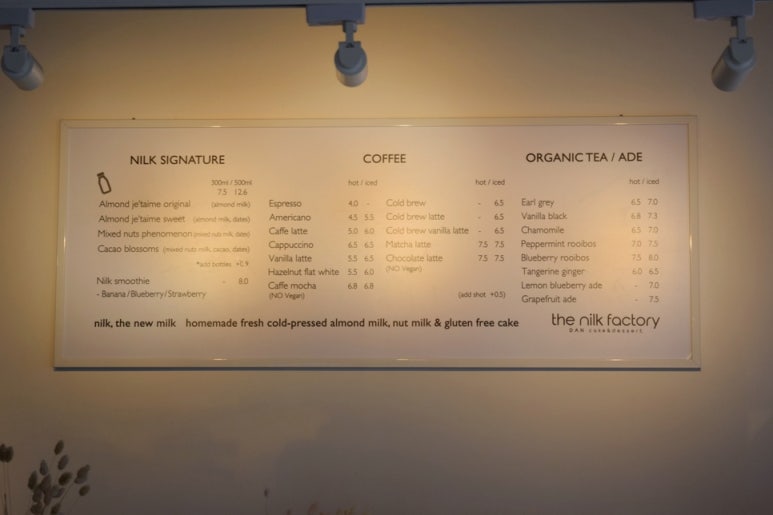 NILK SIGNATURE
300ml / 500ml
7.5 12.6
Almond je'taime original (almond milk)
Almond je'taime sweet (almond milk, dates)
Mixed nuts phenomenon (mixed nuts milk, dates)
Cacao blossoms (mixed nuts milk, cacao, dates)
*add bottles
Nilk smoothie - 8.0
- Banana/Blueberry/Strawberry
COFFEE
hot / iced
Espresso 4.0 -
Americano 4.5 5.5
Caffe latte 5.0 6.0
Cappuccino 6.5 6.5
Vanilla latte 5.5 6.5
Hazelnut flat white 5.5 6.0
Caffe mocha 6.8 6.8
(NO Vegan)
hot / iced
Cold brew - 6.5
Cold brew latte - 6.5
Cold brew vanilla latte - 6.5
Matcha latte 7.5 7.5
Chocolate latte 7.5 7.5
(NO Vegan)
(add shot +0.5)
ORGANIC TEA / ADE
hot / iced
Earl grey 6.5 7.0
Vanilla black 6.8 7.3
Chamomile 6.5 7.0
Peppermint rooibos 7.0 7.5
Blueberry rooibos 7.5 8.0
Tangerine ginger 6.0 6.5
Lemon blueberry ade - 7.0
Grapefruit ade - 7.5
nilk, the new milk homemade fresh cold-pressed almond milk, nut milk & gluten free cake
the nilk factory
DAN cake&dessert